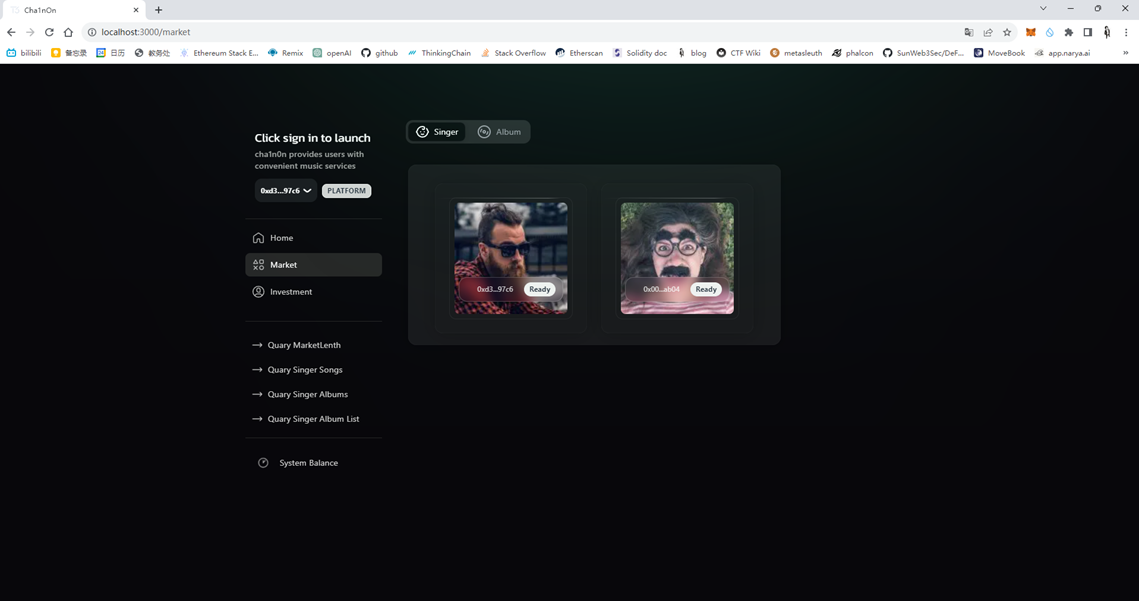 Cha1nOn
localhost:3000/market
bilibili
备忘录
日历
教务处
Ethereum Stack E...
Remix
openAI
github
ThinkingChain
Stack Overflow
Etherscan
Solidity doc
blog
CTF Wiki
metasleuth
phalcon
SunWeb3Sec/DeF...
MoveBook
app.narya.ai
»
Click sign in to launch
cha1n0n provides users with
convenient music services
0xd3...97c6
PLATFORM
Home
Market
Investment
Quary MarketLenth
Quary Singer Songs
Quary Singer Albums
Quary Singer Album List
System Balance
Singer
Album
0xd3...97c6
Ready
0x00...ab04
Ready